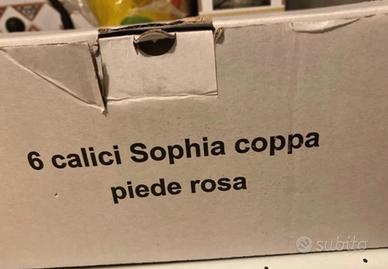 6 calici Sophia coppa
piede rosa
subito